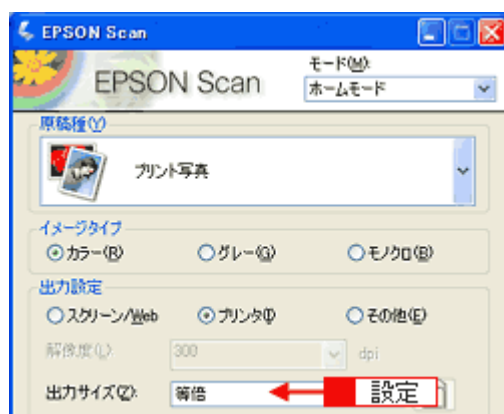 EPSON Scan
モード(M):
EPSON Scan
ホームモード
原稿種(Y)
プリント写真
イメージタイプ
カラー(R) グレー(G) モノクロ(B)
出力設定
スクリーン/Web プリンタ(I) その他(E)
解像度(L): 300 dpi
出力サイズ(Z): 等倍 設定